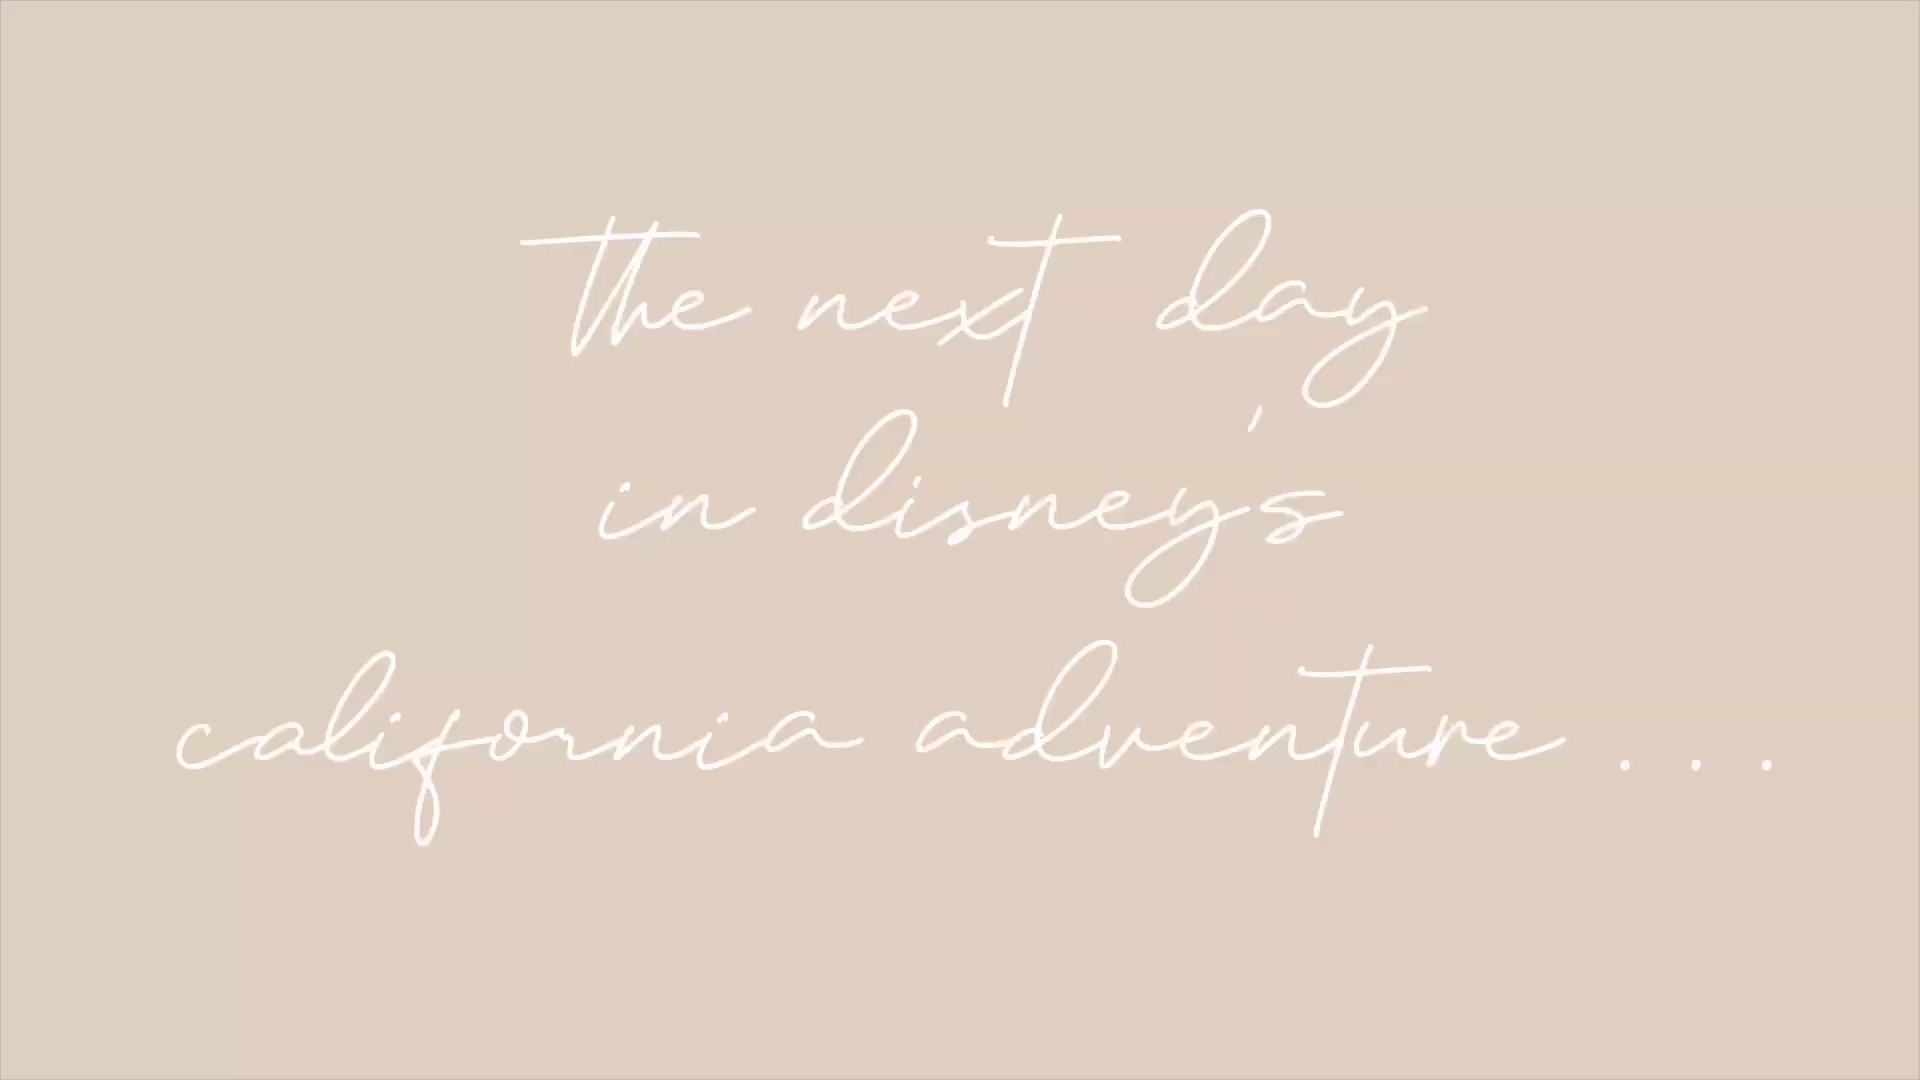 the next day
in disney's
california adventure . . .